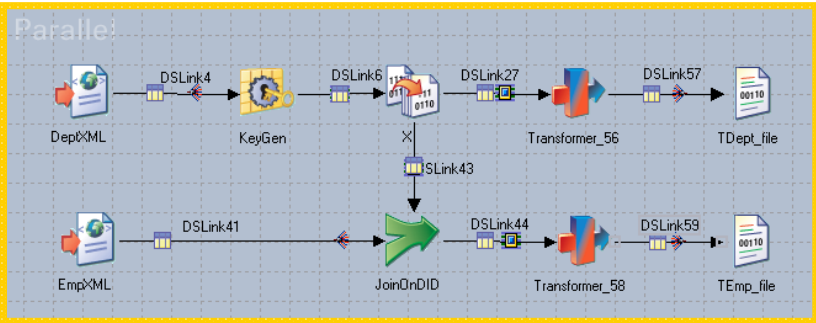 Parallel
DSLink4
DSLink6
DSLink27
DSLink57
DeptXML
KeyGen
X
Transformer_56
TDept_file
SLink43
DSLink41
DSLink44
DSLink59
EmpXML
JoinOnDID
Transformer_58
TEmp_file